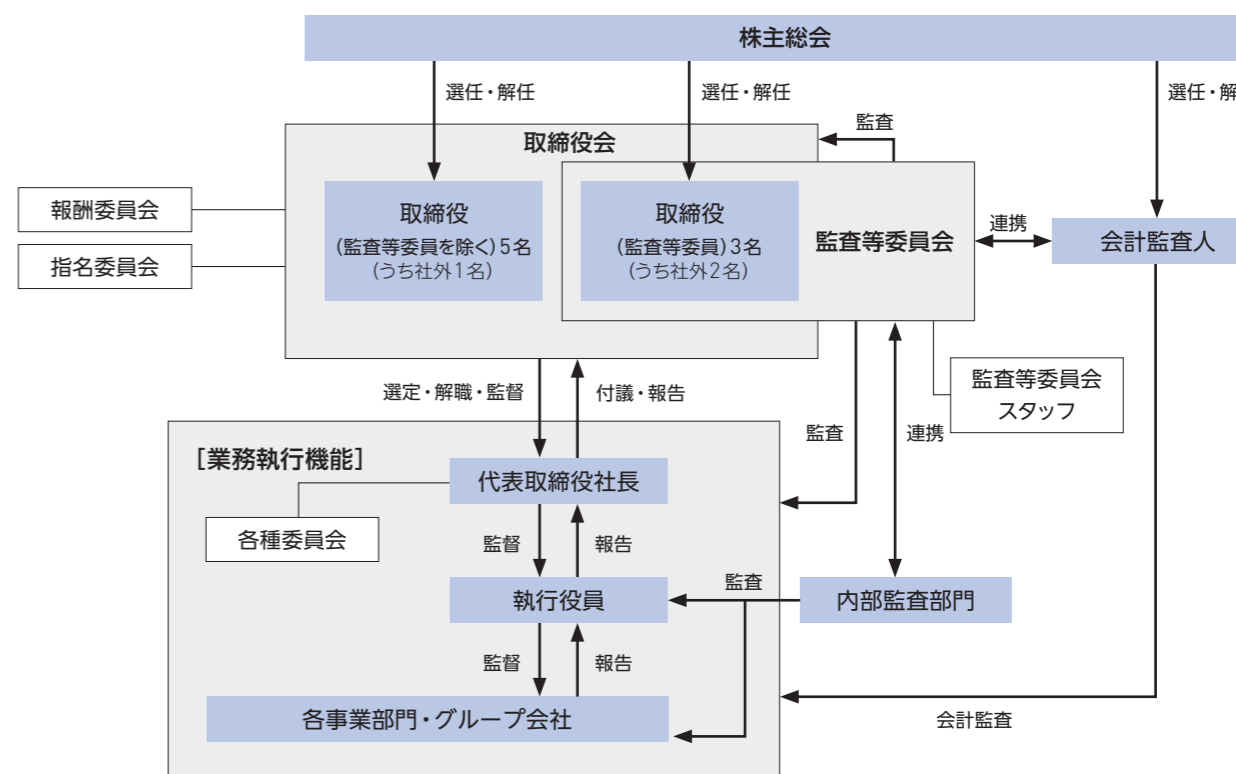 株主総会
選任・解任
選任・解任
選任・解
監査
取締役会
報酬委員会
指名委員会
取締役
(監査等委員を除く)5名
(うち社外1名)
取締役
(監査等委員)3名
(うち社外2名)
監査等委員会
連携
会計監査人
選定・解職・監督
付議・報告
監査等委員会
スタッフ
監査
連携
[業務執行機能]
代表取締役社長
各種委員会
監督
報告
監査
執行役員
内部監査部門
監督
報告
各事業部門・グループ会社
会計監査